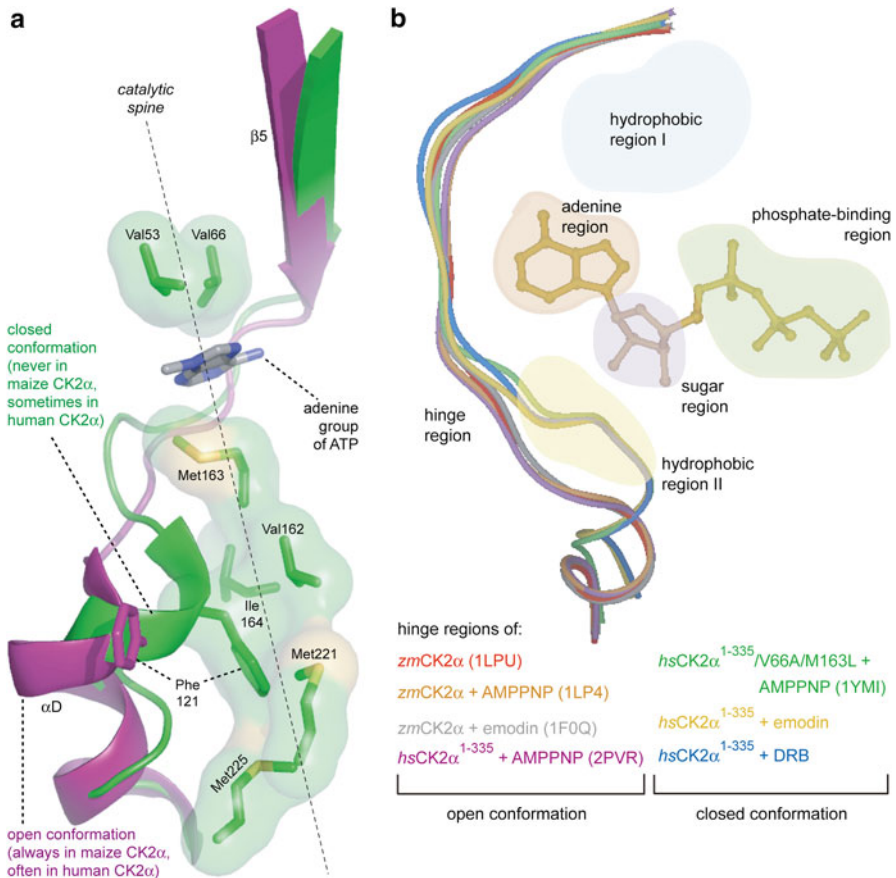 a
catalytic
spine
β5
Val53
Val66
closed
conformation
(never in
maize CK2α,
sometimes in
human CK2α)
adenine
group
of ATP
Met163
Val162
Ile
164
Met221
Phe
121
αD
Met225
open conformation
(always in maize CK2α,
often in human CK2α)
b
hydrophobic
region I
adenine
region
phosphate-binding
region
sugar
region
hinge
region
hydrophobic
region II
hinge regions of:
zmCK2α (1LPU)
zmCK2α + AMPPNP (1LP4)
zmCK2α + emodin (1F0Q)
hsCK2α1-335 + AMPPNP (2PVR)
open conformation
hsCK2α1-335/V66A/M163L +
AMPPNP (1YMI)
hsCK2α1-335 + emodin
hsCK2α1-335 + DRB
closed conformation